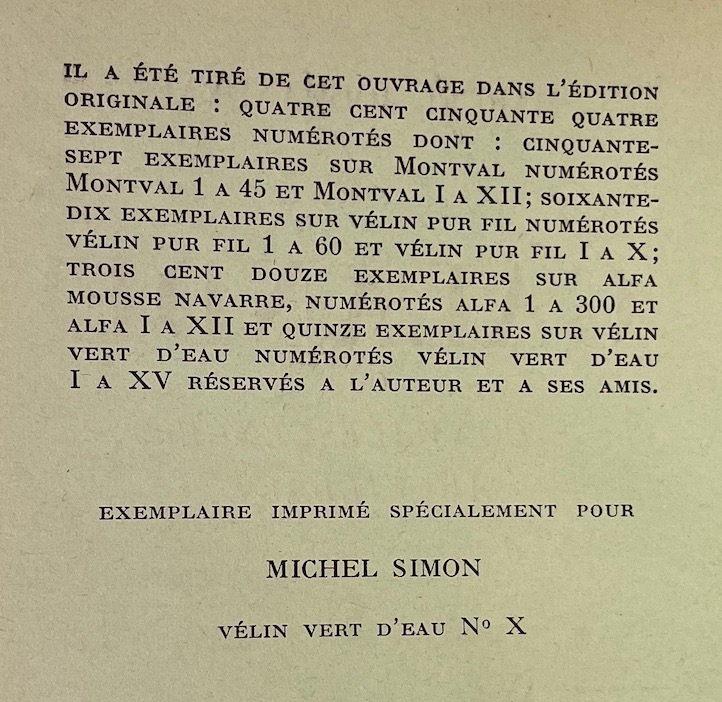 IL A ÉTÉ TIRÉ DE CET OUVRAGE DANS L'ÉDITION
ORIGINALE : QUATRE CENT CINQUANTE QUATRE
EXEMPLAIRES NUMÉROTÉS DONT : CINQUANTE-
SEPT EXEMPLAIRES SUR MONTVAL NUMÉROTÉS
MONTVAL 1 A 45 ET MONTVAL I A XII; SOIXANTE-
DIX EXEMPLAIRES SUR VÉLIN PUR FIL NUMÉROTÉS
VÉLIN PUR FIL 1 A 60 ET VÉLIN PUR FIL I A X;
TROIS CENT DOUZE EXEMPLAIRES SUR ALFA
MOUSSE NAVARRE, NUMÉROTÉS ALFA 1 A 300 ET
ALFA I A XII ET QUINZE EXEMPLAIRES SUR VÉLIN
VERT D'EAU NUMÉROTÉS VÉLIN VERT D'EAU
I A XV RÉSERVÉS A L'AUTEUR ET A SES AMIS.
EXEMPLAIRE IMPRIMÉ SPÉCIALEMENT POUR
MICHEL SIMON
VÉLIN VERT D'EAU Nº X